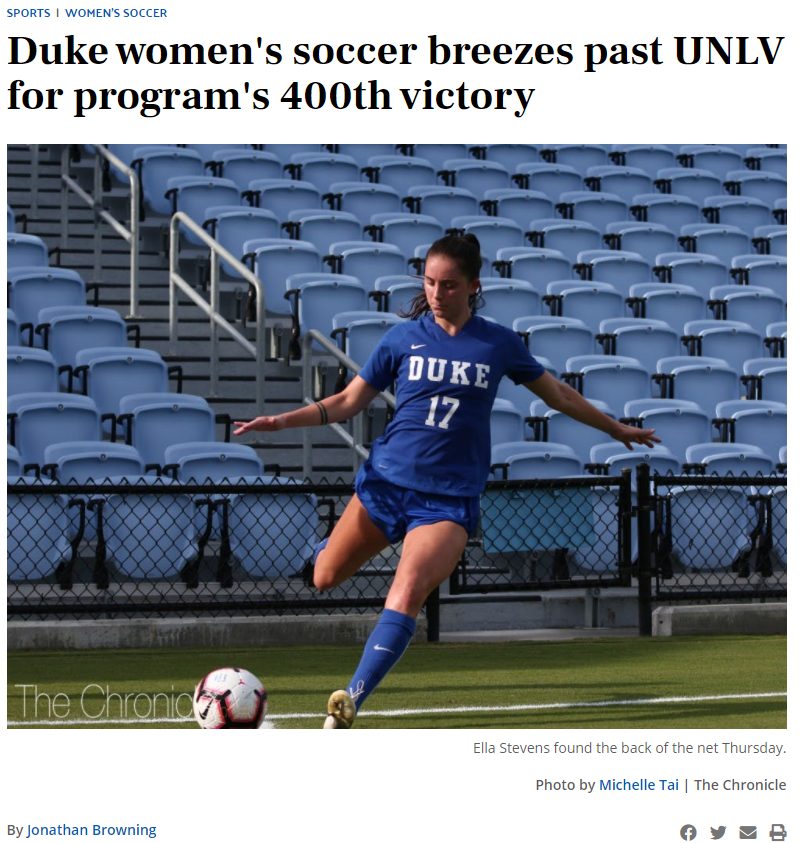 SPORTS | WOMEN'S SOCCER
Duke women's soccer breezes past UNLV
for program's 400th victory
DUKE
17
The Chronic
Ella Stevens found the back of the net Thursday.
Photo by Michelle Tai | The Chronicle
By Jonathan Browning